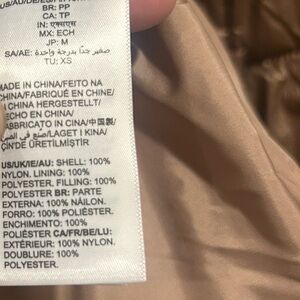 BR: PP
CA: TP
IN: एक्सएस
MX: ECH
JP: M
SA/AE: صغير جدًا بدرجة واحدة
TU: XS
MADE IN CHINA/FEITO NA
CHINA/FABRIQUÉ EN CHINE/
CHINA HERGESTELLT/
HECHO EN CHINA/
FABBRICATO IN CINA/中国製/
صنع في الصين/LAGET I KINA/
ÇİN'DE ÜRETİLMİŞTİR
US/UK/IE/AU: SHELL: 100%
NYLON. LINING: 100%
POLYESTER. FILLING: 100%
POLYESTER BR: PARTE
EXTERNA: 100% NÁILON.
FORRO: 100% POLIÉSTER.
ENCHIMENTO: 100%
POLIÉSTER CA/FR/BE/LU:
EXTÉRIEUR: 100% NYLON.
DOUBLURE: 100%
POLYESTER.